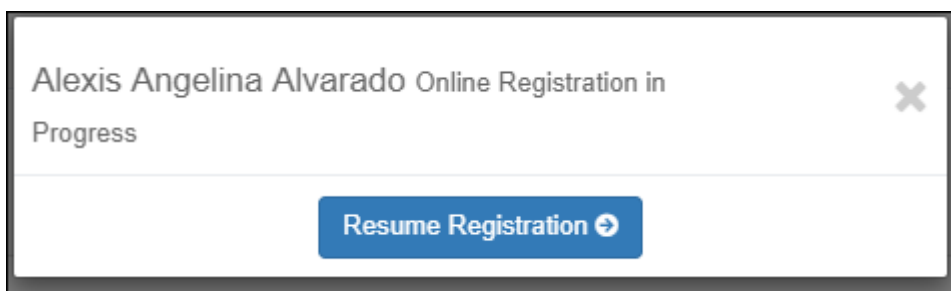 Alexis Angelina Alvarado Online Registration in
Progress
Resume Registration